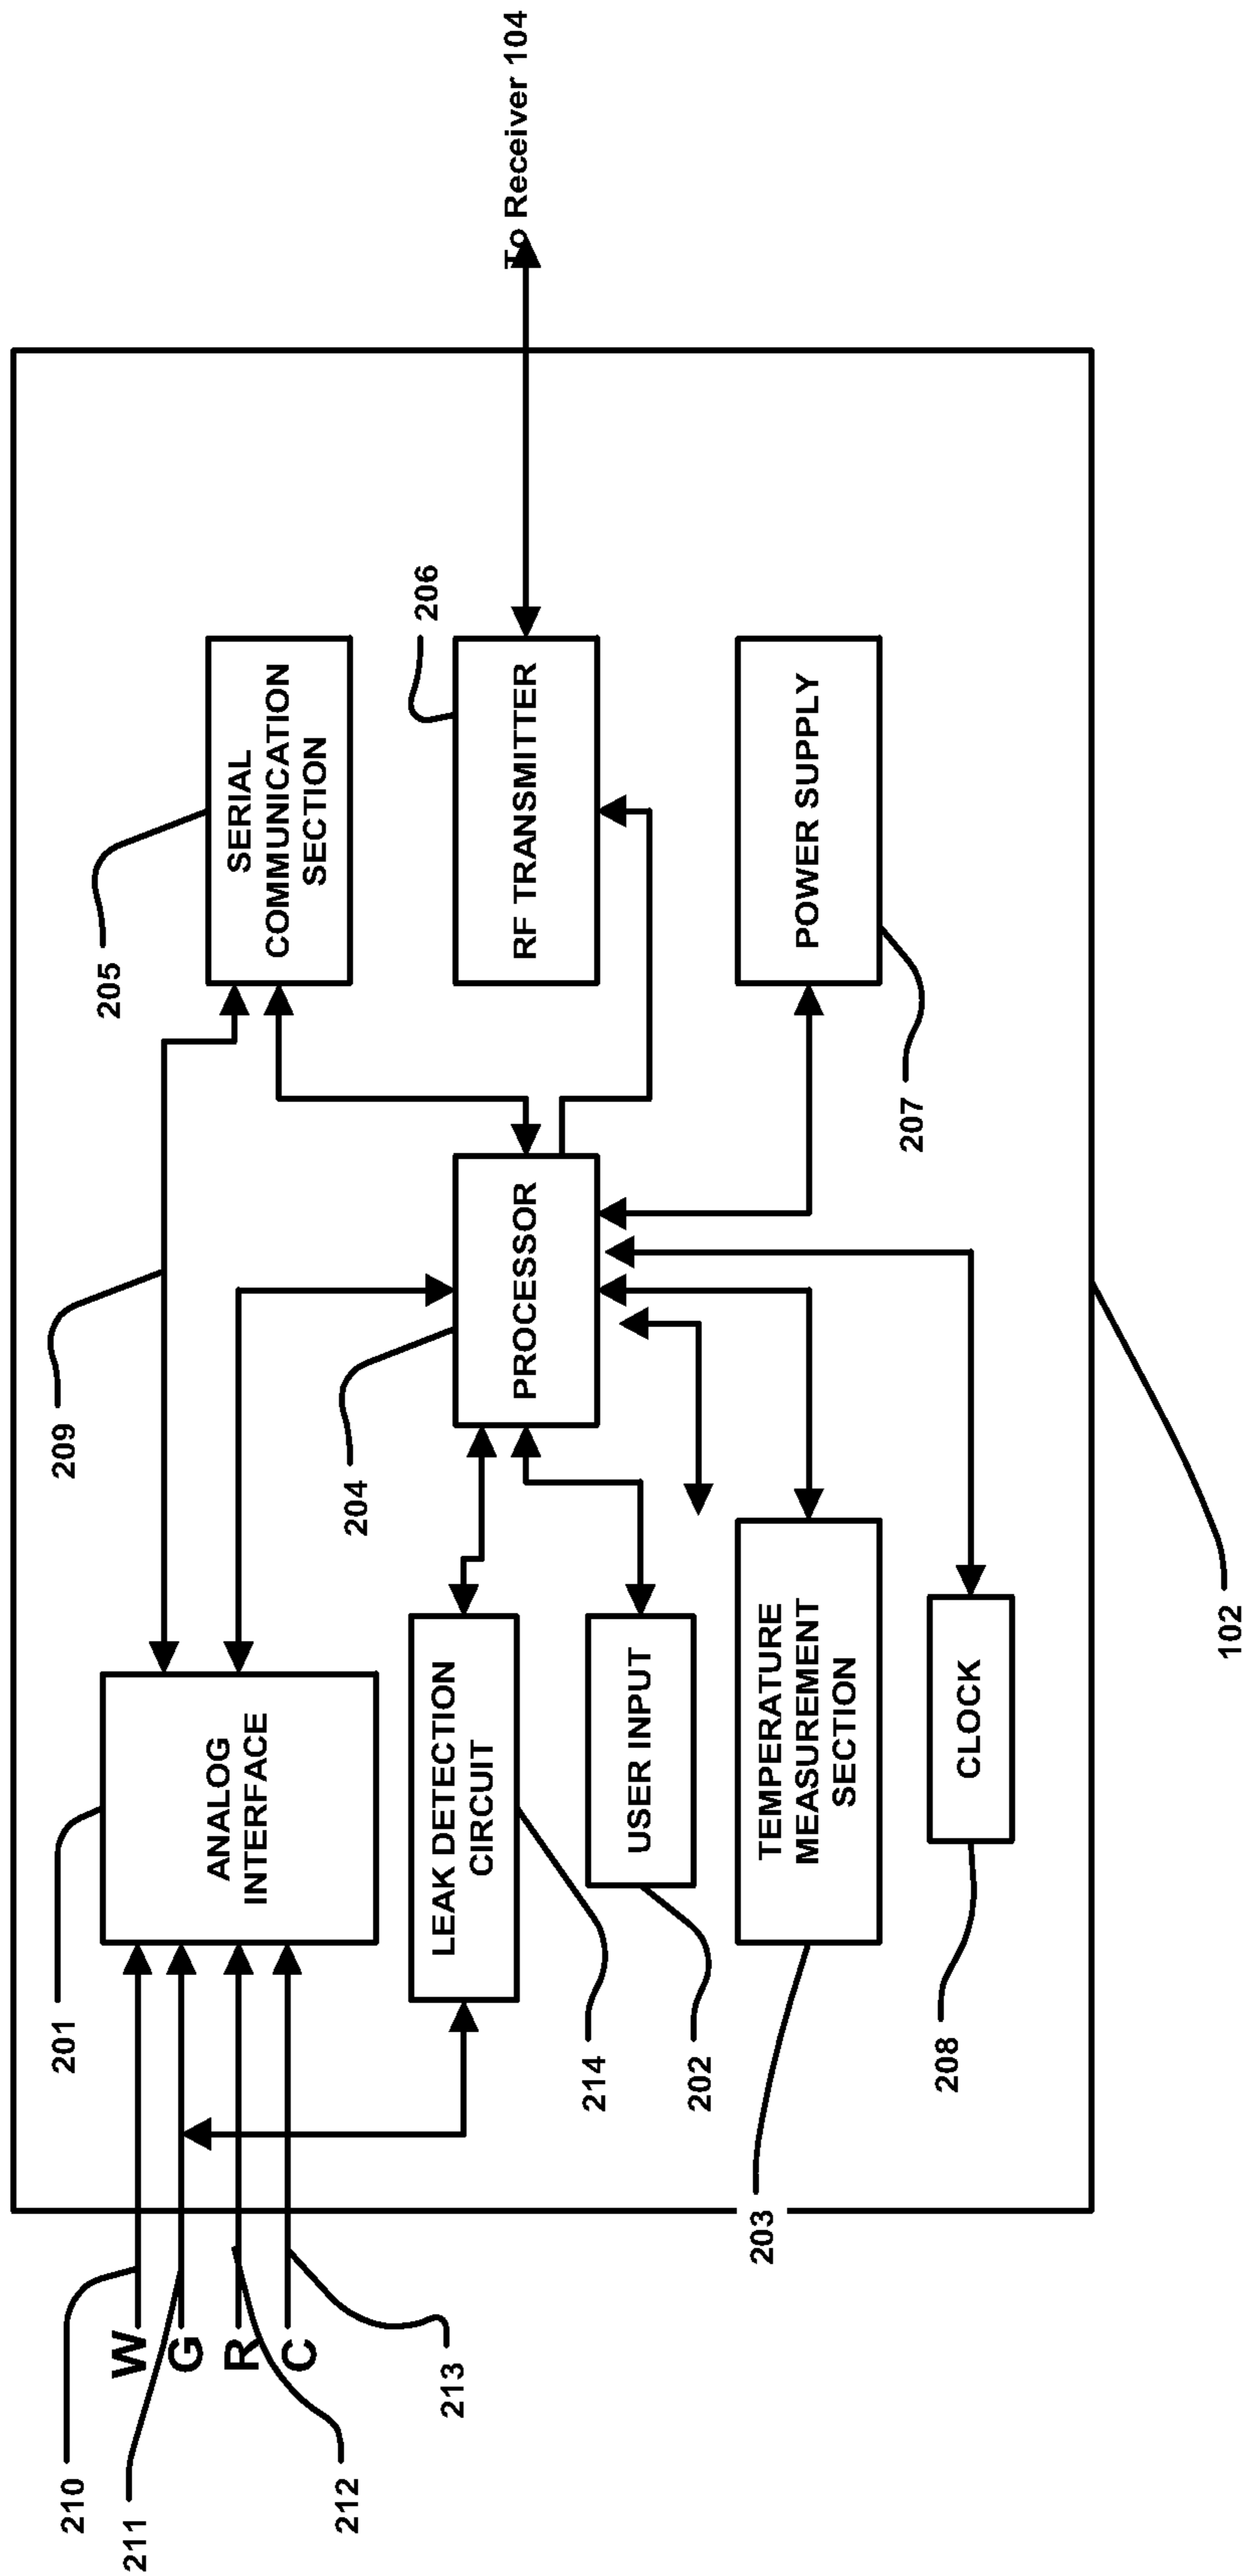 209
205
SERIAL
COMMUNICATION
SECTION
201
ANALOG
INTERFACE
210
W
211
G
212
R
213
C
204
PROCESSOR
206
RF TRANSMITTER
To Receiver 104
LEAK DETECTION
CIRCUIT
214
USER INPUT
202
207
POWER SUPPLY
TEMPERATURE
MEASUREMENT
SECTION
203
CLOCK
208
102